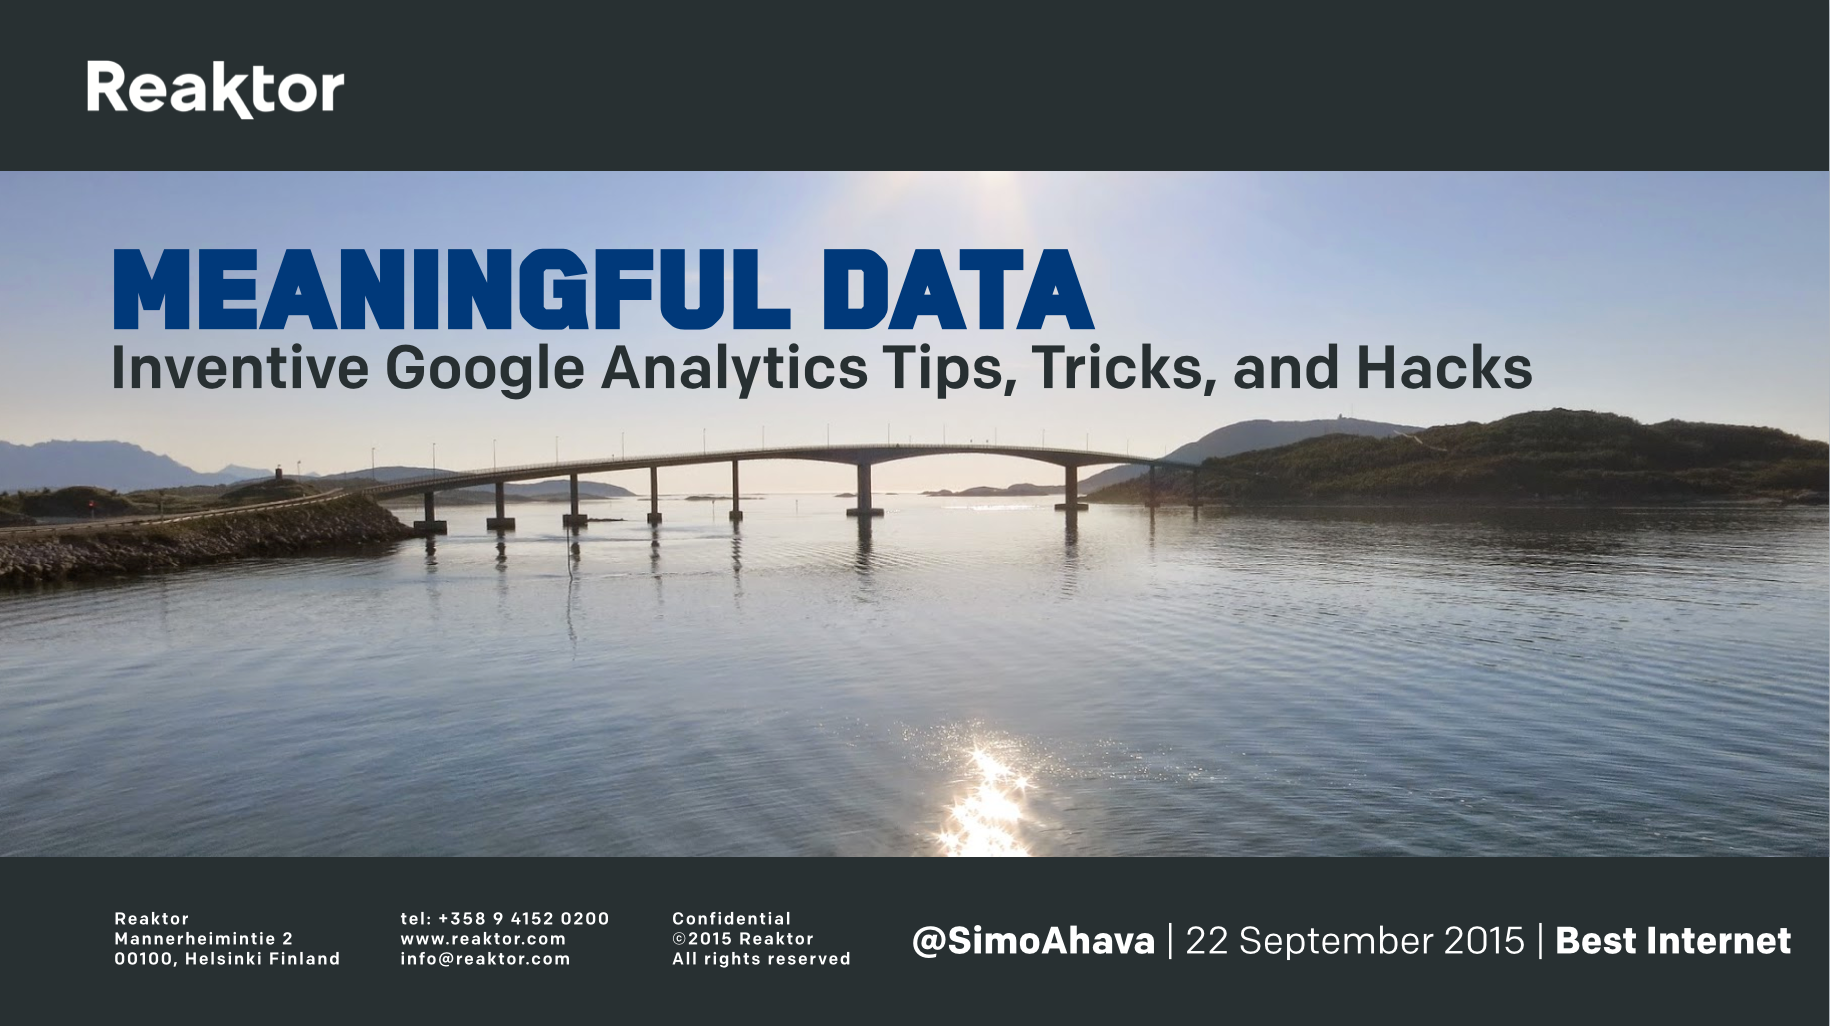 Reaktor
MEANINGFUL DATA
Inventive Google Analytics Tips, Tricks, and Hacks
Reaktor
Mannerheimintie 2
00100, Helsinki Finland
tel: +358 9 4152 0200
www.reaktor.com
info@reaktor.com
Confidential
©2015 Reaktor
All rights reserved
@SimoAhava | 22 September 2015 | Best Internet